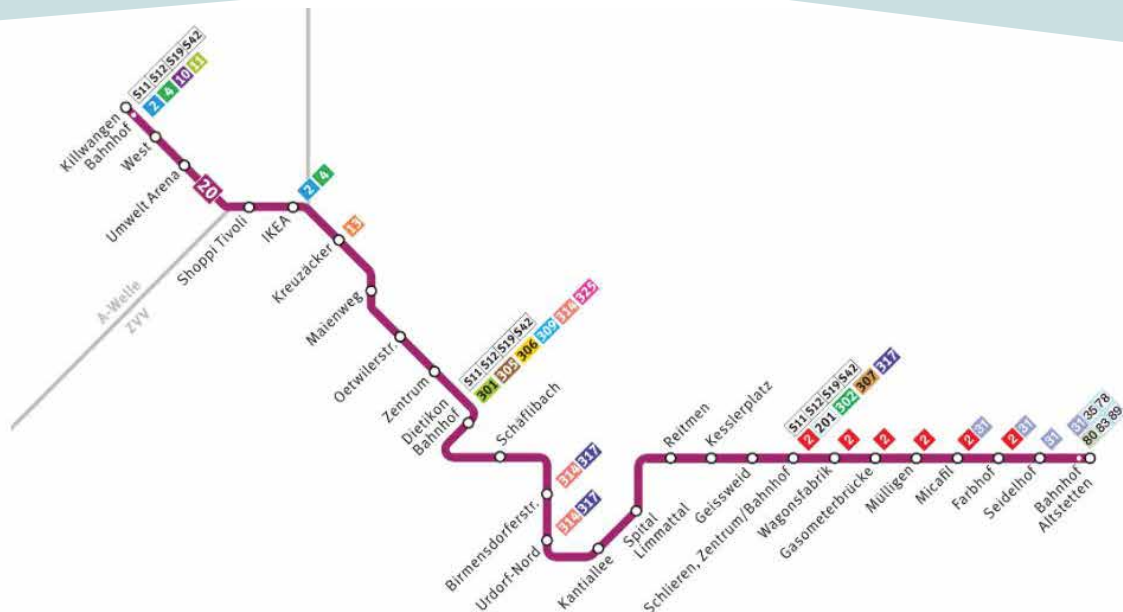 S11 S12 S19 S42
2 4 10 11
Killwangen
Bahnhof
West
Umwelt Arena
20
Shoppi Tivoli
IKEA
2 4
A-Welle
ZVV
Kreuzäcker
13
Maienweg
Oetwilerstr.
Zentrum
Dietikon
Bahnhof
S11 S12 S19 S42
301 305 306 309 314 325
Schäflibach
Birmensdorferstr.
314 317
Urdorf-Nord
314 317
Kantiallee
Spital
Limmattal
Reitmen
Kesslerplatz
Geissweid
Schlieren, Zentrum/Bahnhof
S11 S12 S19 S42
2 201 302 307 317
Wagonsfabrik
2
Gasometerbrücke
2
Mülligen
2
Micafil
2 31
Farbhof
2 31
Seidelhof
31
Bahnhof
Altstetten
31 35 78
80 83 89